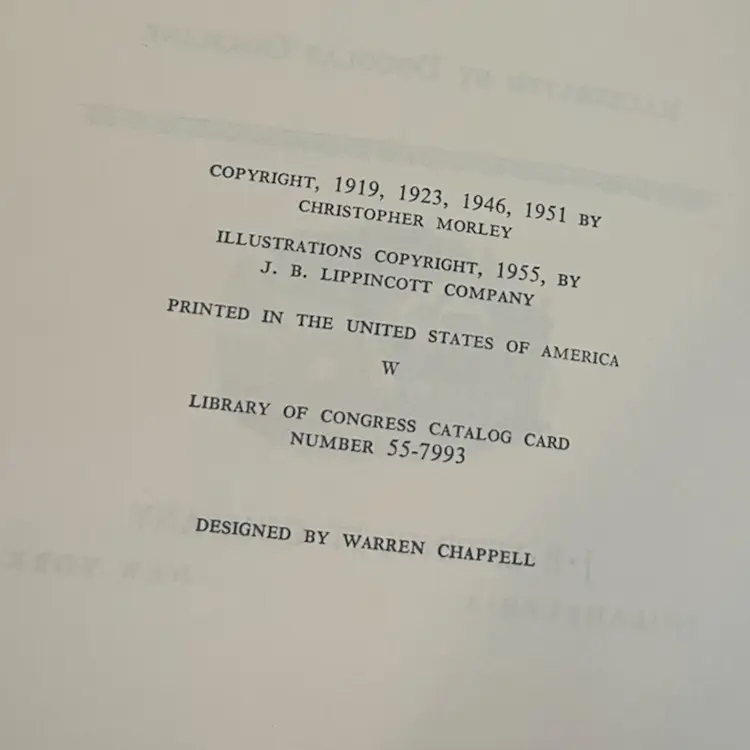 COPYRIGHT, 1919, 1923, 1946, 1951 BY
CHRISTOPHER MORLEY
ILLUSTRATIONS COPYRIGHT, 1955, BY
J. B. LIPPINCOTT COMPANY
PRINTED IN THE UNITED STATES OF AMERICA
W
LIBRARY OF CONGRESS CATALOG CARD
NUMBER 55-7993
DESIGNED BY WARREN CHAPPELL